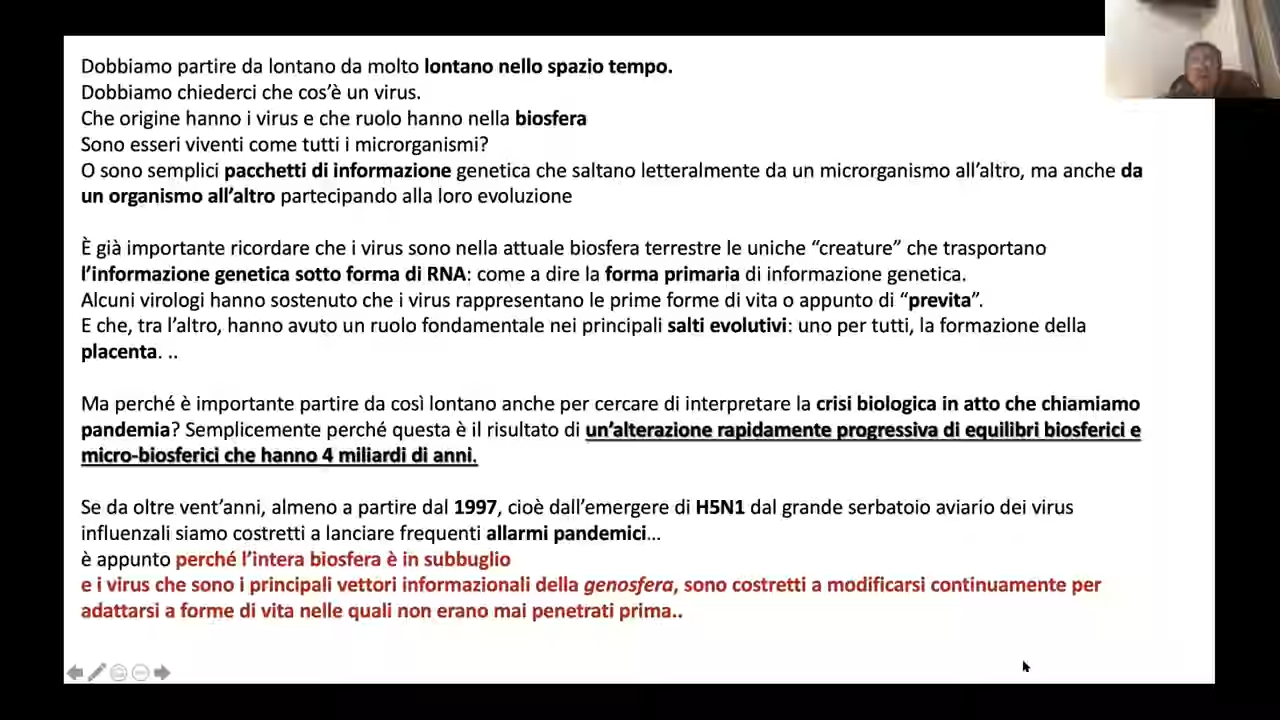 Dobbiamo partire da lontano da molto lontano nello spazio tempo.
Dobbiamo chiederci che cos'è un virus.
Che origine hanno i virus e che ruolo hanno nella biosfera
Sono esseri viventi come tutti i microrganismi?
O sono semplici pacchetti di informazione genetica che saltano letteralmente da un microrganismo all'altro, ma anche da
un organismo all'altro partecipando alla loro evoluzione
È già importante ricordare che i virus sono nella attuale biosfera terrestre le uniche “creature” che trasportano
l'informazione genetica sotto forma di RNA: come a dire la forma primaria di informazione genetica.
Alcuni virologi hanno sostenuto che i virus rappresentano le prime forme di vita o appunto di “previta”.
E che, tra l'altro, hanno avuto un ruolo fondamentale nei principali salti evolutivi: uno per tutti, la formazione della
placenta. ..
Ma perché è importante partire da così lontano anche per cercare di interpretare la crisi biologica in atto che chiamiamo
pandemia? Semplicemente perché questa è il risultato di un'alterazione rapidamente progressiva di equilibri biosferici e
micro-biosferici che hanno 4 miliardi di anni.
Se da oltre vent'anni, almeno a partire dal 1997, cioè dall'emergere di H5N1 dal grande serbatoio aviario dei virus
influenzali siamo costretti a lanciare frequenti allarmi pandemici...
è appunto perché l'intera biosfera è in subbuglio
e i virus che sono i principali vettori informazionali della genosfera, sono costretti a modificarsi continuamente per
adattarsi a forme di vita nelle quali non erano mai penetrati prima..